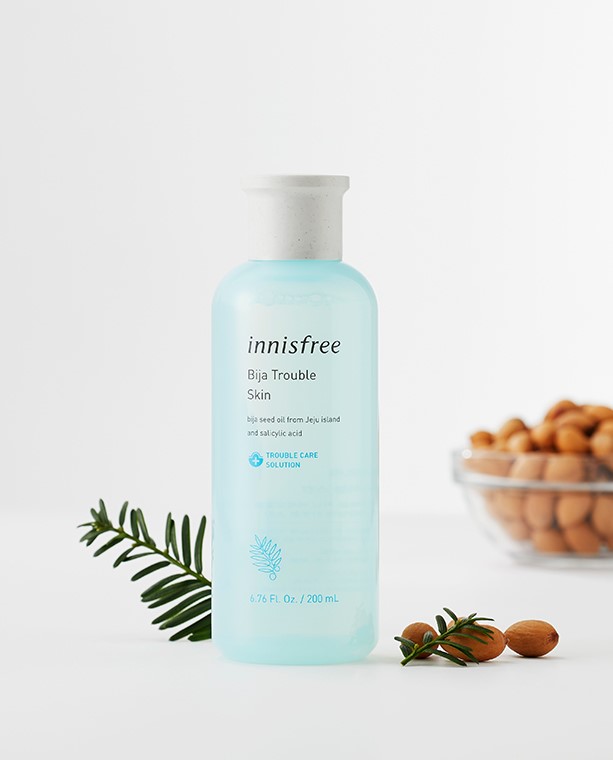 innisfree
Bija Trouble
Skin
bija seed oil from Jeju island
and salicylic acid
TROUBLE CARE
SOLUTION
6.76 Fl. Oz. / 200 mL